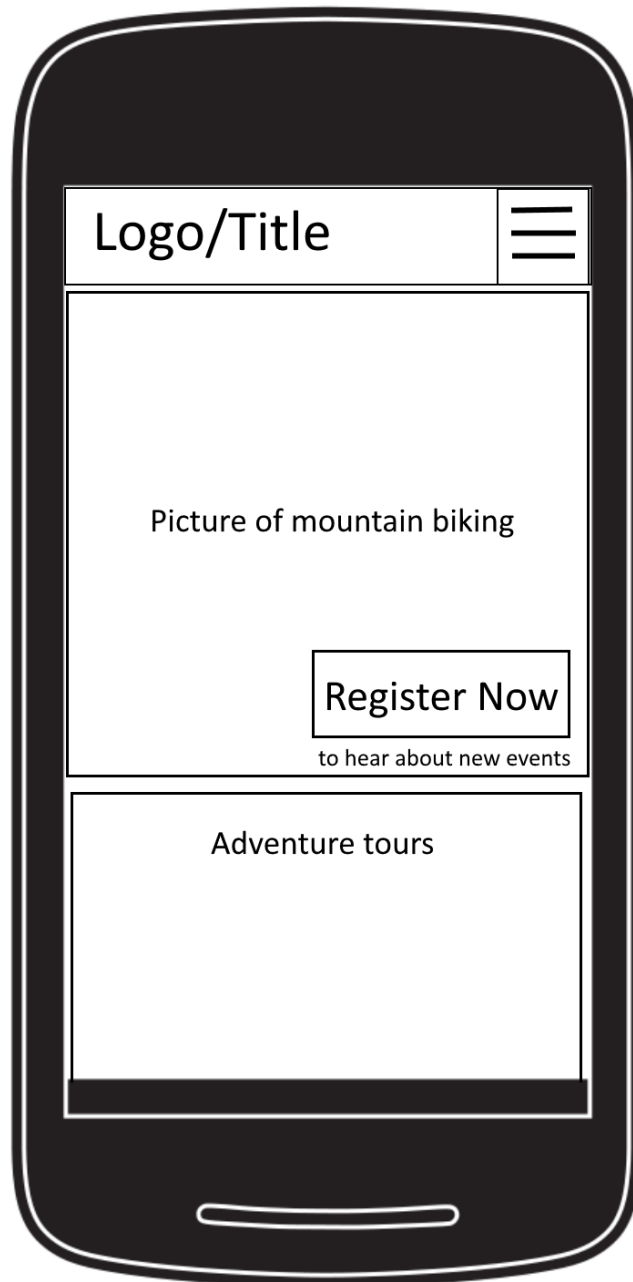 Logo/Title
Picture of mountain biking
Register Now
to hear about new events
Adventure tours